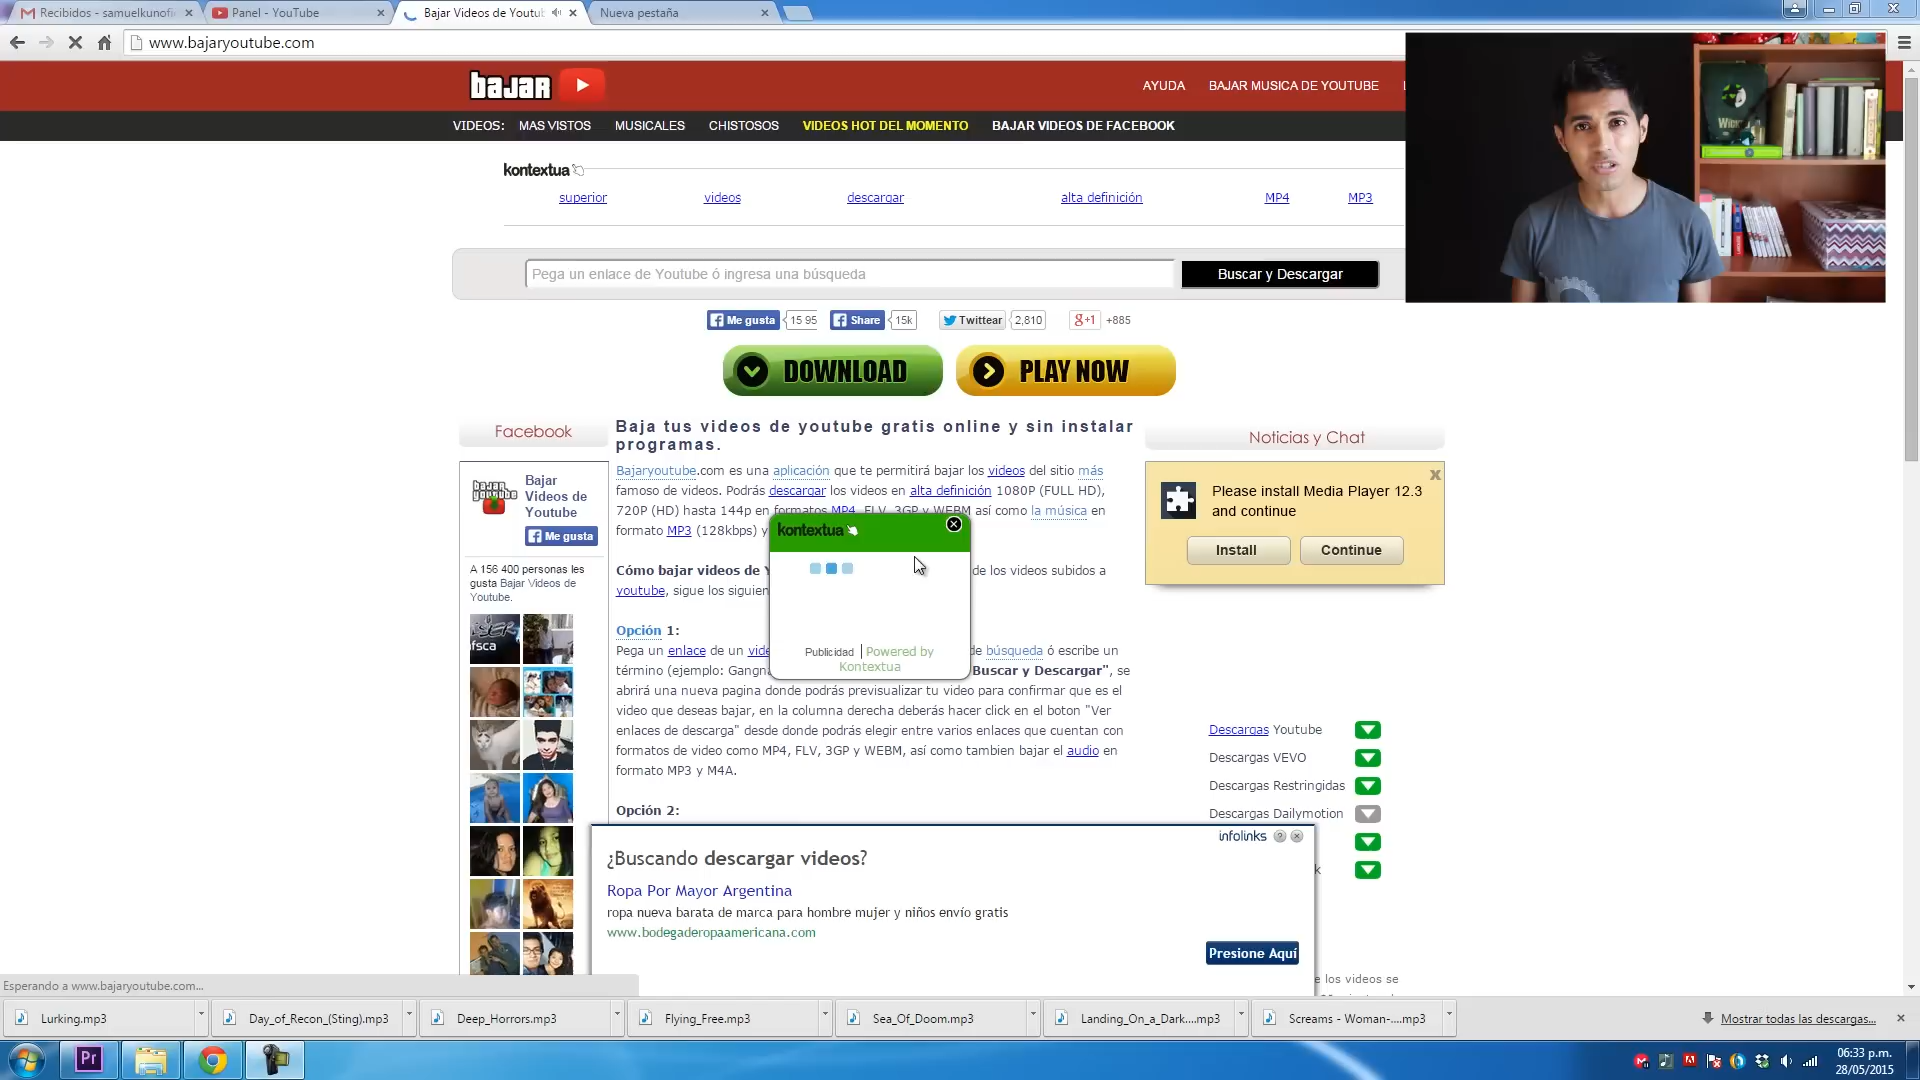 Recibidos - samuelkunofi
Panel - YouTube
Bajar Videos de Youtub
Nueva pestaña
www.bajaryoutube.com
bajar
AYUDA
BAJAR MUSICA DE YOUTUBE
VIDEOS:
MAS VISTOS
MUSICALES
CHISTOSOS
VIDEOS HOT DEL MOMENTO
BAJAR VIDEOS DE FACEBOOK
kontextua
superior
videos
descargar
alta definición
MP4
MP3
Pega un enlace de Youtube ó ingresa una búsqueda
Buscar y Descargar
Me gusta
15 95
Share
15k
Twittear
2,810
g+1
+885
DOWNLOAD
PLAY NOW
Facebook
Bajar
Videos de
Youtube
Me gusta
A 156 400 personas les
gusta Bajar Videos de
Youtube.
Baja tus videos de youtube gratis online y sin instalar
programas.
Bajaryoutube.com es una aplicación que te permitirá bajar los videos del sitio más
famoso de videos. Podrás descargar los videos en alta definición 1080P (FULL HD),
720P (HD) hasta 144p en formatos MP4, FLV, 3GP y WEBM así como la música en
formato MP3 (128kbps) y
Cómo bajar videos de Y
de los videos subidos a
youtube, sigue los siguien
Opción 1:
Pega un enlace de un vide
de búsqueda ó escribe un
término (ejemplo: Gangna
Buscar y Descargar", se
abrirá una nueva pagina donde podrás previsualizar tu video para confirmar que es el
video que deseas bajar, en la columna derecha deberás hacer click en el boton "Ver
enlaces de descarga" desde donde podrás elegir entre varios enlaces que cuentan con
formatos de video como MP4, FLV, 3GP y WEBM, así como tambien bajar el audio en
formato MP3 y M4A.
Opción 2:
kontextua
Publicidad | Powered by
Kontextua
Noticias y Chat
Please install Media Player 12.3
and continue
Install
Continue
Descargas Youtube
Descargas VEVO
Descargas Restringidas
Descargas Dailymotion
k
infolinks
¿Buscando descargar videos?
Ropa Por Mayor Argentina
ropa nueva barata de marca para hombre mujer y niños envío gratis
www.bodegaderopaamericana.com
Presione Aquí
e los videos se
Esperando a www.bajaryoutube.com...
Lurking.mp3
Day_of_Recon_(Sting).mp3
Deep_Horrors.mp3
Flying_Free.mp3
Sea_Of_Doom.mp3
Landing_On_a_Dark....mp3
Screams - Woman-....mp3
Mostrar todas las descargas...
Pr
06:33 p.m.
28/05/2015